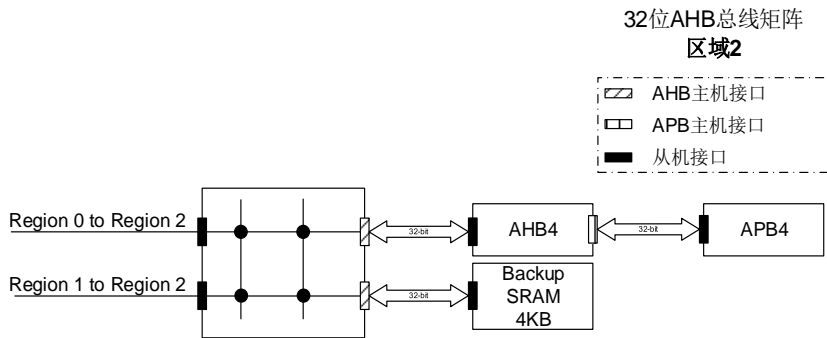 32位AHB总线矩阵
区域2
AHB主机接口
APB主机接口
从机接口
Region 0 to Region 2
32-bit
AHB4
32-bit
APB4
Region 1 to Region 2
32-bit
Backup
SRAM
4KB